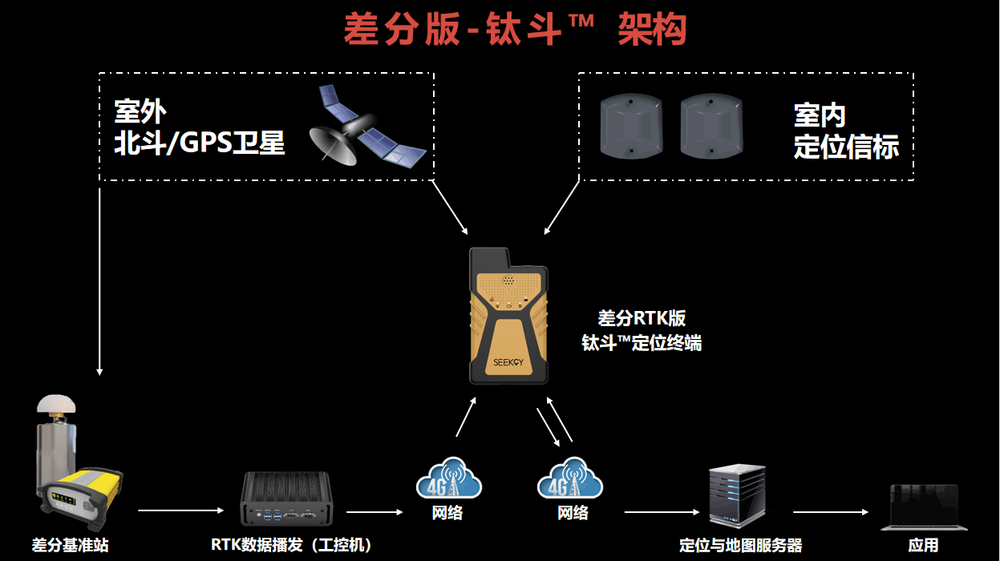 差分版-钛斗™ 架构
室外
北斗/GPS卫星
室内
定位信标
差分RTK版
钛斗™定位终端
SEEKEY
4G
网络
4G
网络
差分基准站
RTK数据播发（工控机）
定位与地图服务器
应用